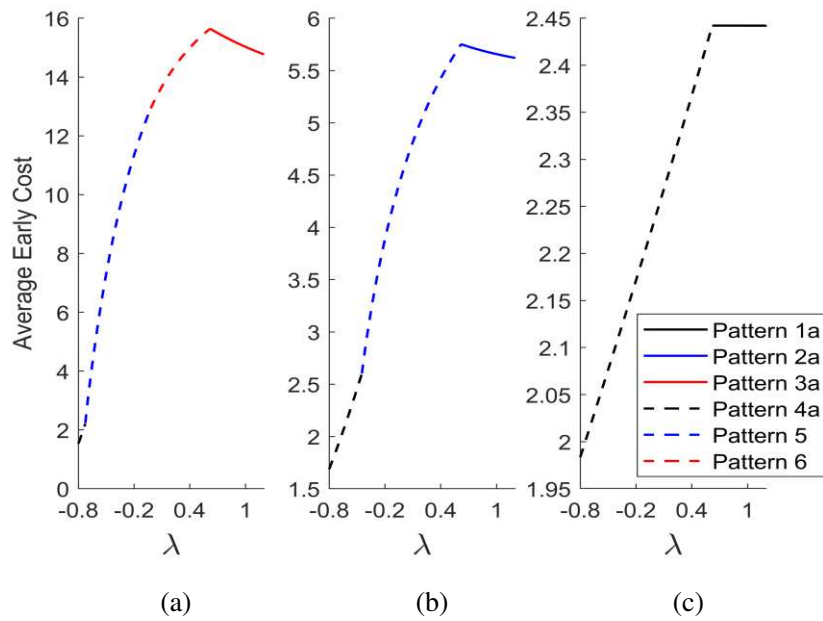 Average Early Cost
16
14
12
10
8
6
4
2
0
-0.8 -0.2 0.4 1
λ
(a)
6
5.5
5
4.5
4
3.5
3
2.5
2
1.5
-0.8 -0.2 0.4 1
λ
(b)
2.45
2.4
2.35
2.3
2.25
2.2
2.15
2.1
2.05
2
1.95
-0.8 -0.2 0.4 1
λ
(c)
Pattern 1a
Pattern 2a
Pattern 3a
Pattern 4a
Pattern 5
Pattern 6